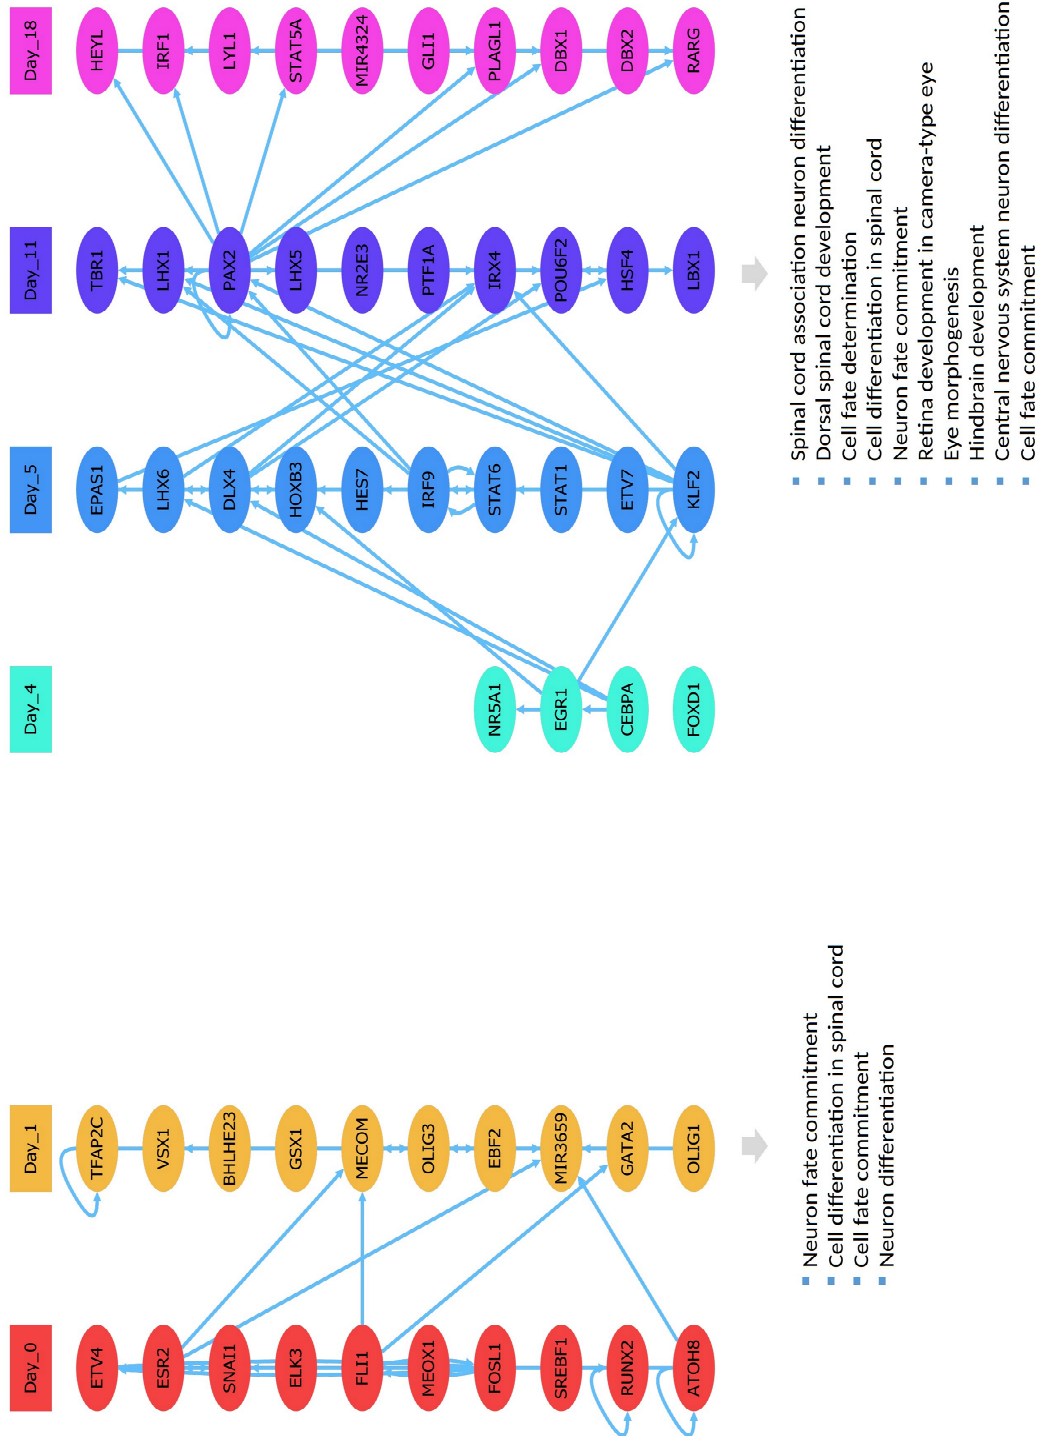 Day_0
ETV4
ESR2
SNAI1
ELK3
FLI1
MEOX1
FOSL1
SREBF1
RUNX2
ATOH8
Day_1
TFAP2C
VSX1
BHLHE23
GSX1
MECOM
OLIG3
EBF2
MIR3659
GATA2
OLIG1
Day_4
NR5A1
EGR1
CEBPA
FOXD1
Day_5
EPAS1
LHX6
DLX4
HOXB3
HES7
IRF9
STAT6
STAT1
ETV7
KLF2
Day_11
TBR1
LHX1
PAX2
LHX5
NR2E3
PTF1A
IRX4
POU6F2
HSF4
LBX1
Day_18
HEYL
IRF1
LYL1
STAT5A
MIR4324
GLI1
PLAGL1
DBX1
DBX2
RARG
Neuron fate commitment
Cell differentiation in spinal cord
Cell fate commitment
Neuron differentiation
Spinal cord association neuron differentiation
Dorsal spinal cord development
Cell fate determination
Cell differentiation in spinal cord
Neuron fate commitment
Retina development in camera-type eye
Eye morphogenesis
Hindbrain development
Central nervous system neuron differentiation
Cell fate commitment